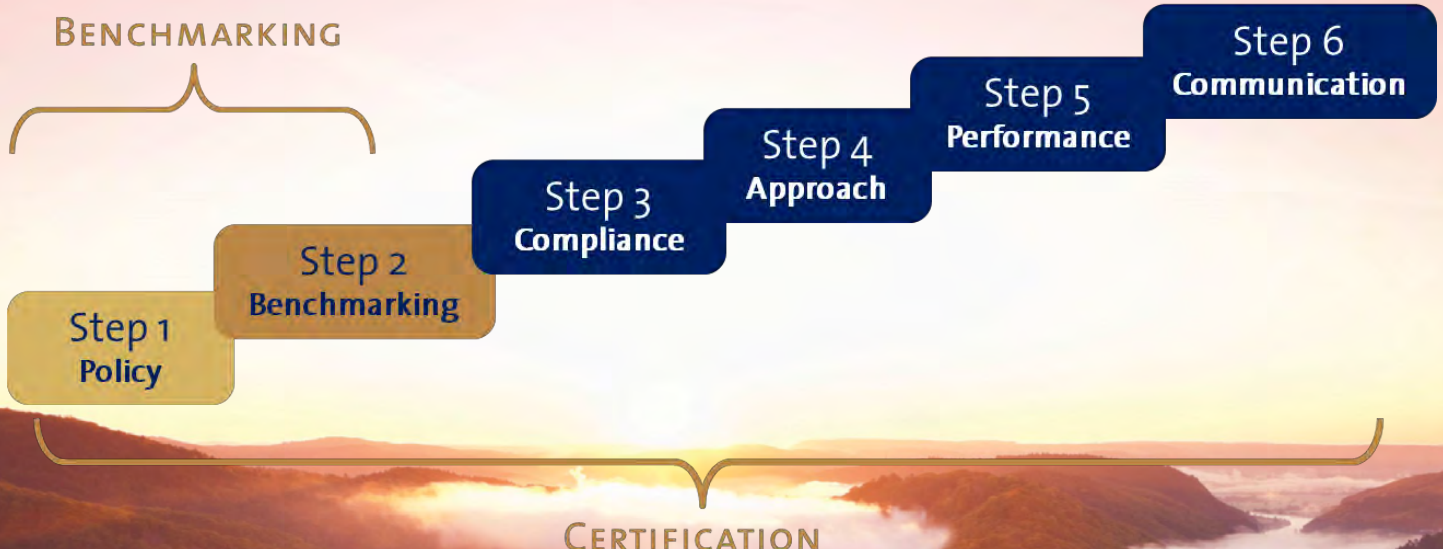 BENCHMARKING
Step 1
Policy
Step 2
Benchmarking
Step 3
Compliance
Step 4
Approach
Step 5
Performance
Step 6
Communication
CERTIFICATION